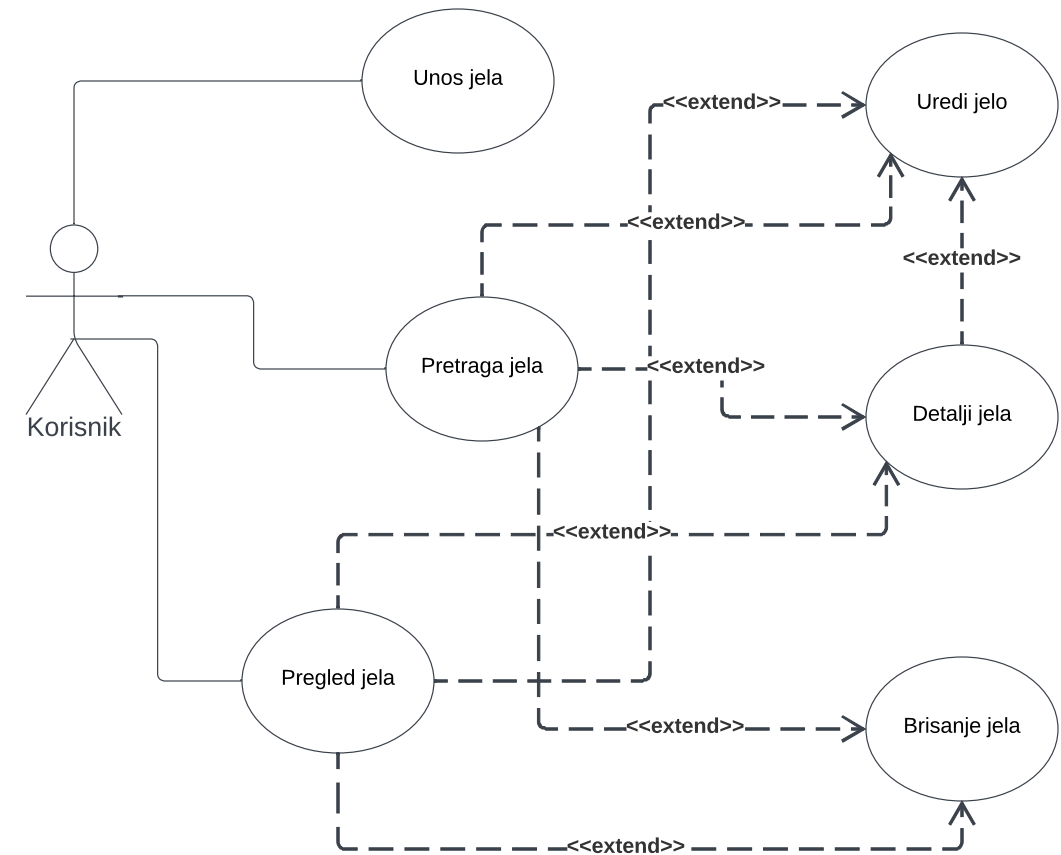 Unos jela
Uredi jelo
<<extend>>
<<extend>>
<<extend>>
Pretraga jela
<<extend>>
Detalji jela
Korisnik
<<extend>>
Pregled jela
<<extend>>
Brisanje jela
<<extend>>